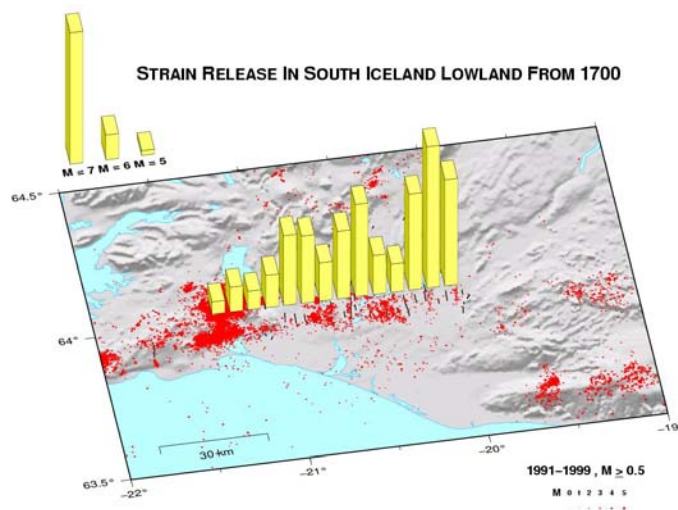 STRAIN RELEASE IN SOUTH ICELAND LOWLAND FROM 1700
M = 7 M = 6 M = 5
64.5°
64°
63.5°
−22
−21
−20
−19
30 km
1991−1999 , M ≥ 0.5
M 0 1 2 3 4 5